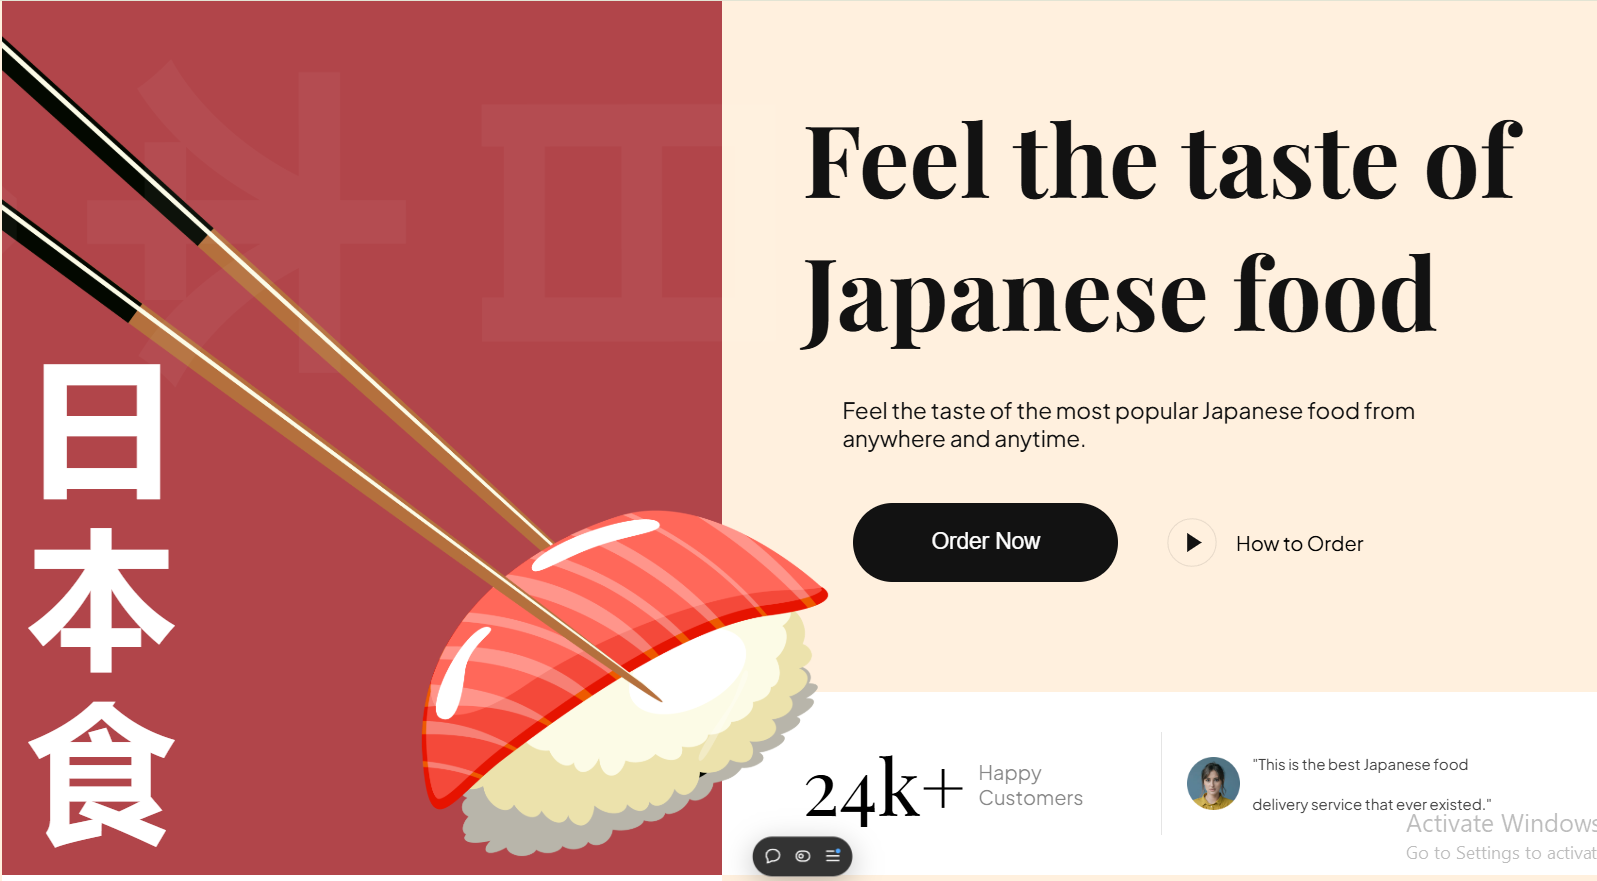 日
本
食
Feel the taste of
Japanese food
Feel the taste of the most popular Japanese food from
anywhere and anytime.
Order Now
How to Order
24k+
Happy
Customers
"This is the best Japanese food
delivery service that ever existed."
Activate Windows
Go to Settings to activat